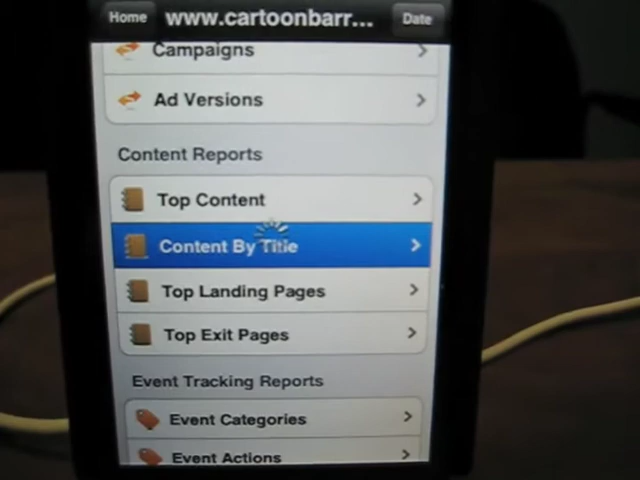 Home www.cartoonbarr... Date
Campaigns
Ad Versions
Content Reports
Top Content
Content By Title
Top Landing Pages
Top Exit Pages
Event Tracking Reports
Event Categories
Event Actions